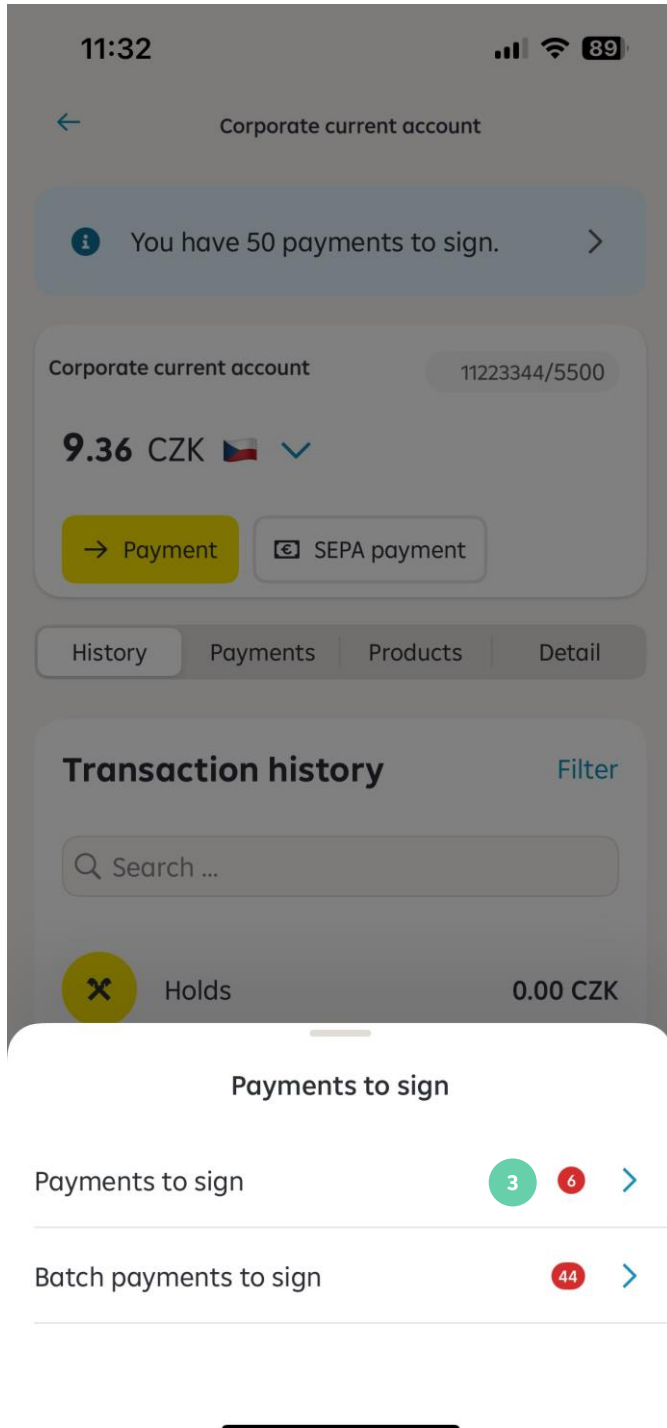 11:32
89
Corporate current account
You have 50 payments to sign.
Corporate current account
11223344/5500
9.36 CZK
Payment
SEPA payment
History
Payments
Products
Detail
Transaction history
Filter
Search ...
Holds
0.00 CZK
Payments to sign
Payments to sign
3
6
Batch payments to sign
44